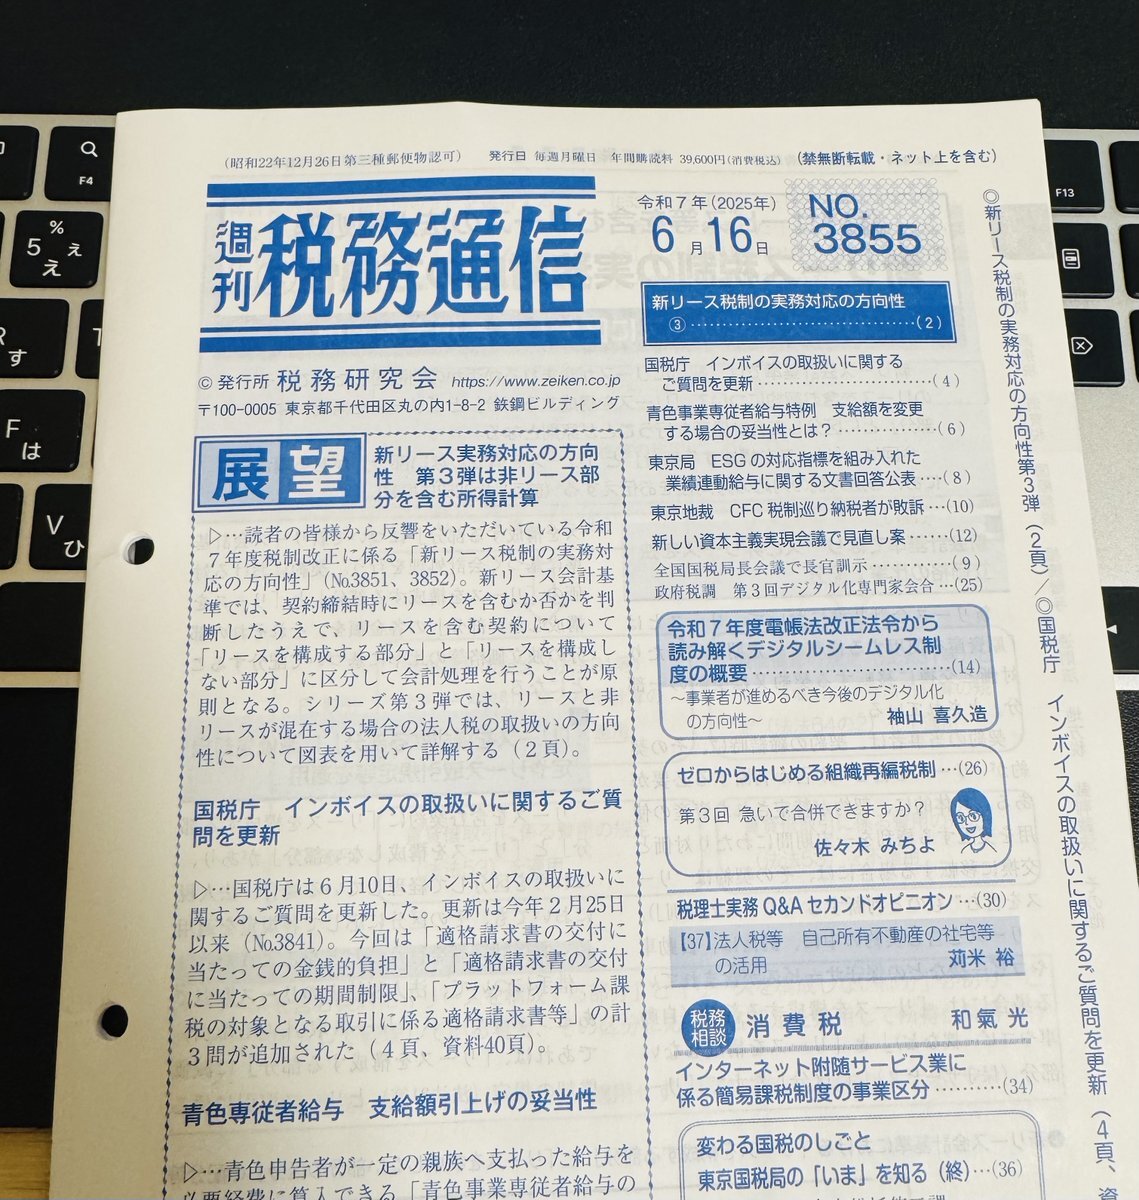 (昭和22年12月26日第三種郵便物認可) 発行日 毎週月曜日 年間購読料 39,600円(消費税込) (禁無断転載・ネット上を含む)
週刊 税務通信
令和7年(2025年)
6月16日
NO.
3855
© 発行所 税務研究会 https://www.zeiken.co.jp
〒100-0005 東京都千代田区丸の内1-8-2 鉄鋼ビルディング
展望
新リース実務対応の方向
性 第3弾は非リース部
分を含む所得計算
▷…読者の皆様から反響をいただいている令和
7年度税制改正に係る「新リース税制の実務対
応の方向性」(№3851、3852)。新リース会計基
準では、契約締結時にリースを含むか否かを判
断したうえで、リースを含む契約について
「リースを構成する部分」と「リースを構成し
ない部分」に区分して会計処理を行うことが原
則となる。シリーズ第3弾では、リースと非
リースが混在する場合の法人税の取扱いの方向
性について図表を用いて詳解する(2頁)。
国税庁 インボイスの取扱いに関するご質
問を更新
▷…国税庁は6月10日、インボイスの取扱いに
関するご質問を更新した。更新は今年2月25日
以来(№3841)。今回は「適格請求書の交付に
当たっての金銭的負担」と「適格請求書の交付
に当たっての期間制限」、「プラットフォーム課
税の対象となる取引に係る適格請求書等」の計
3問が追加された(4頁、資料40頁)。
青色専従者給与 支給額引上げの妥当性
▷…青色申告者が一定の親族へ支払った給与を
必要経費に算入できる「青色事業専従者給与の
新リース税制の実務対応の方向性
③……………………………(2)
国税庁 インボイスの取扱いに関する
ご質問を更新……………………(4)
青色事業専従者給与特例 支給額を変更
する場合の妥当性とは?……………(6)
東京局 ESGの対応指標を組み入れた
業績連動給与に関する文書回答公表…(8)
東京地裁 CFC税制巡り納税者が敗訴…(10)
新しい資本主義実現会議で見直し案……(12)
全国国税局長会議で長官訓示…………(9)
政府税調 第3回デジタル化専門家会合…(25)
令和7年度電帳法改正法令から
読み解くデジタルシームレス制
度の概要……………………(14)
~事業者が進めるべき今後のデジタル化
の方向性~ 袖山 喜久造
ゼロからはじめる組織再編税制…(26)
第3回 急いで合併できますか?
佐々木 みちよ
税理士実務Q&Aセカンドオピニオン…(30)
【37】法人税等 自己所有不動産の社宅等
の活用 苅米 裕
税務相談 消費税 和氣 光
インターネット附随サービス業に
係る簡易課税制度の事業区分………(34)
変わる国税のしごと
東京国税局の「いま」を知る(終)…(36)
◎新リース税制の実務対応の方向性第3弾(2頁)/◎国税庁 インボイスの取扱いに関するご質問を更新(4頁、資
F4
%
5
ぇ
え
R
す
T
F
は
V
ひ
F13